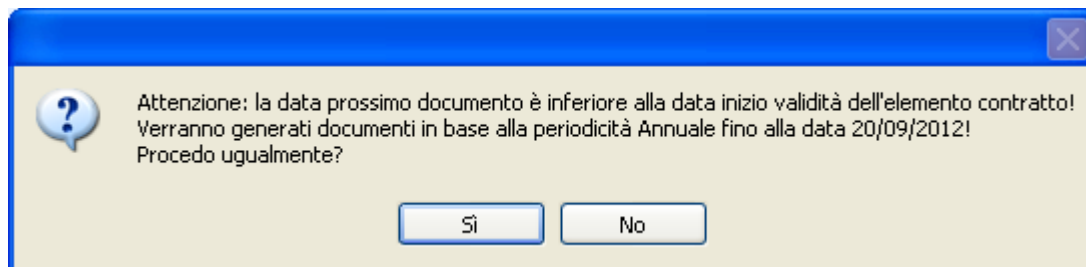 Attenzione: la data prossimo documento è inferiore alla data inizio validità dell'elemento contratto!
Verranno generati documenti in base alla periodicità Annuale fino alla data 20/09/2012!
Procedo ugualmente?
Sì
No